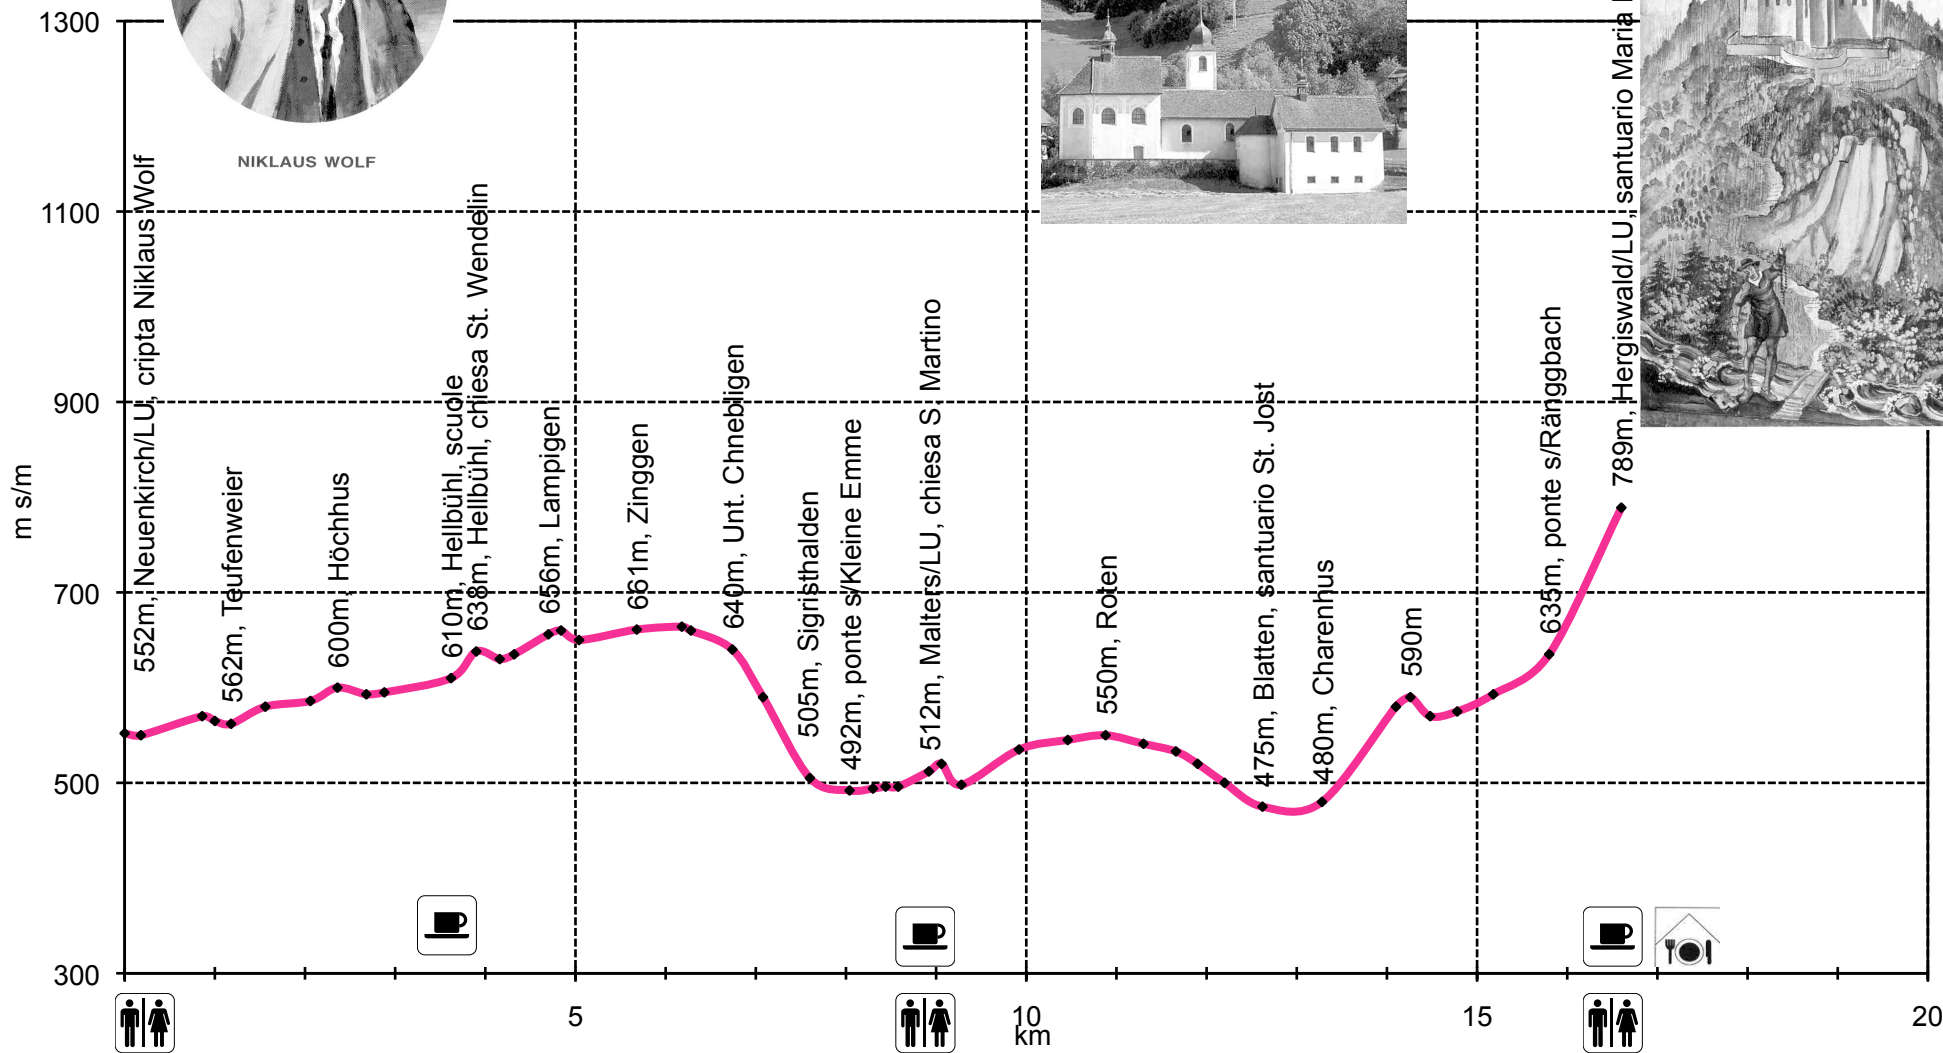 1300
1100
900
700
500
300
m s/m
NIKLAUS WOLF
552m, Neuenkirch/LU, cripta Niklaus Wolf
562m, Teufenweier
600m, Höchhus
610m, Hellbühl, scuole
638m, Hellbühl, chiesa St. Wendelin
656m, Lampigen
661m, Zinggen
640m, Unt. Chnebligen
505m, Sigristhalden
492m, ponte s/Kleine Emme
512m, Malters/LU, chiesa S. Martino
550m, Roten
475m, Blatten, santuario St. Jost
480m, Charenhus
590m
635m, ponte s/Ränggbach
789m, Hergiswald/LU, santuario Maria
5
10
15
20
km